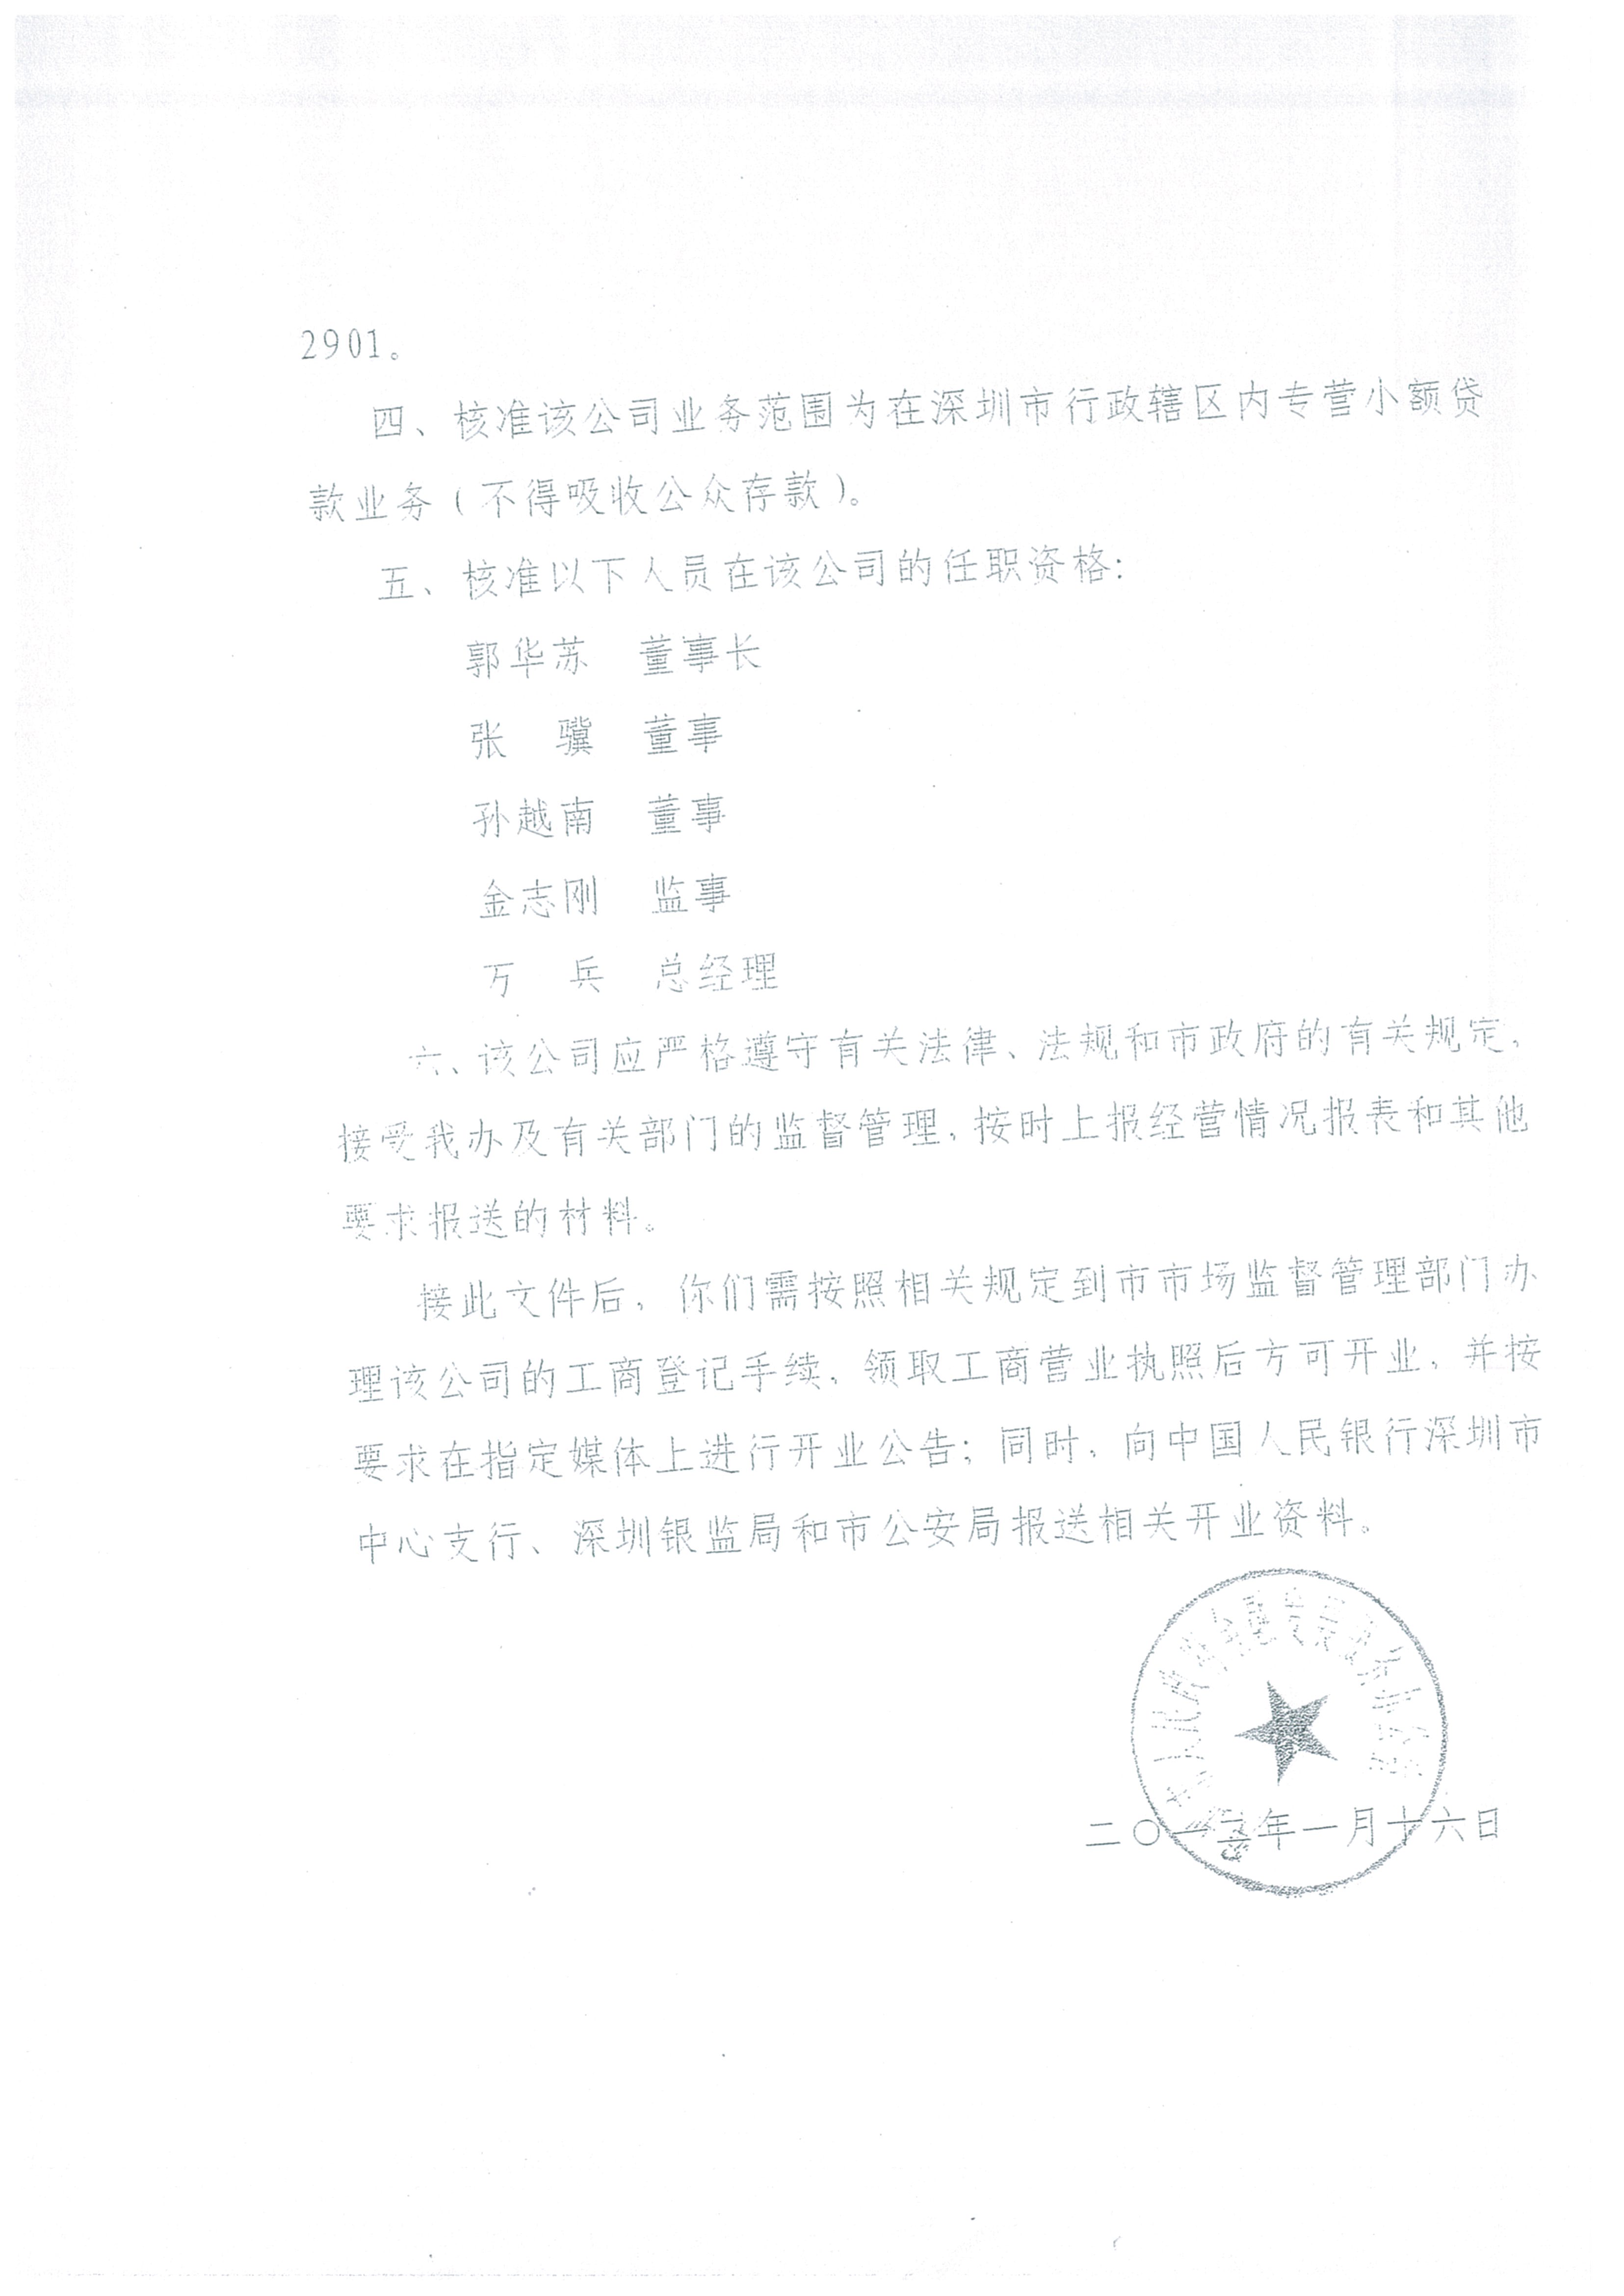 2901。
四、核准该公司业务范围为在深圳市行政辖区内专营小额贷
款业务(不得吸收公众存款)。
五、核准以下人员在该公司的任职资格:
郭华苏 董事长
张 骥 董事
孙越南 董事
金志刚 监事
万 兵 总经理
六、该公司应严格遵守有关法律、法规和市政府的有关规定,
接受我办及有关部门的监督管理,按时上报经营情况报表和其他
要求报送的材料。
接此文件后,你们需按照相关规定到市市场监督管理部门办
理该公司的工商登记手续,领取工商营业执照后方可开业,并按
要求在指定媒体上进行开业公告;同时,向中国人民银行深圳市
中心支行、深圳银监局和市公安局报送相关开业资料。
二〇一 年一月十六日